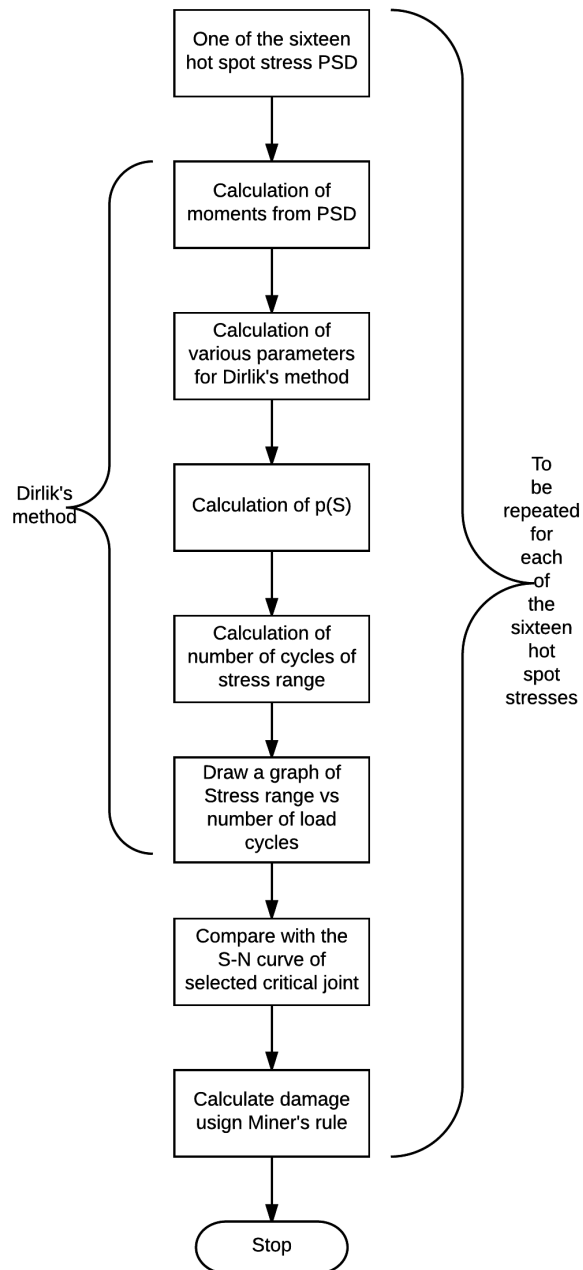 One of the sixteen
hot spot stress PSD
Calculation of
moments from PSD
Calculation of
various parameters
for Dirlik's method
Dirlik's
method
Calculation of p(S)
Calculation of
number of cycles of
stress range
Draw a graph of
Stress range vs
number of load
cycles
Compare with the
S-N curve of
selected critical joint
Calculate damage
usign Miner's rule
Stop
To
be
repeated
for
each
of
the
sixteen
hot
spot
stresses